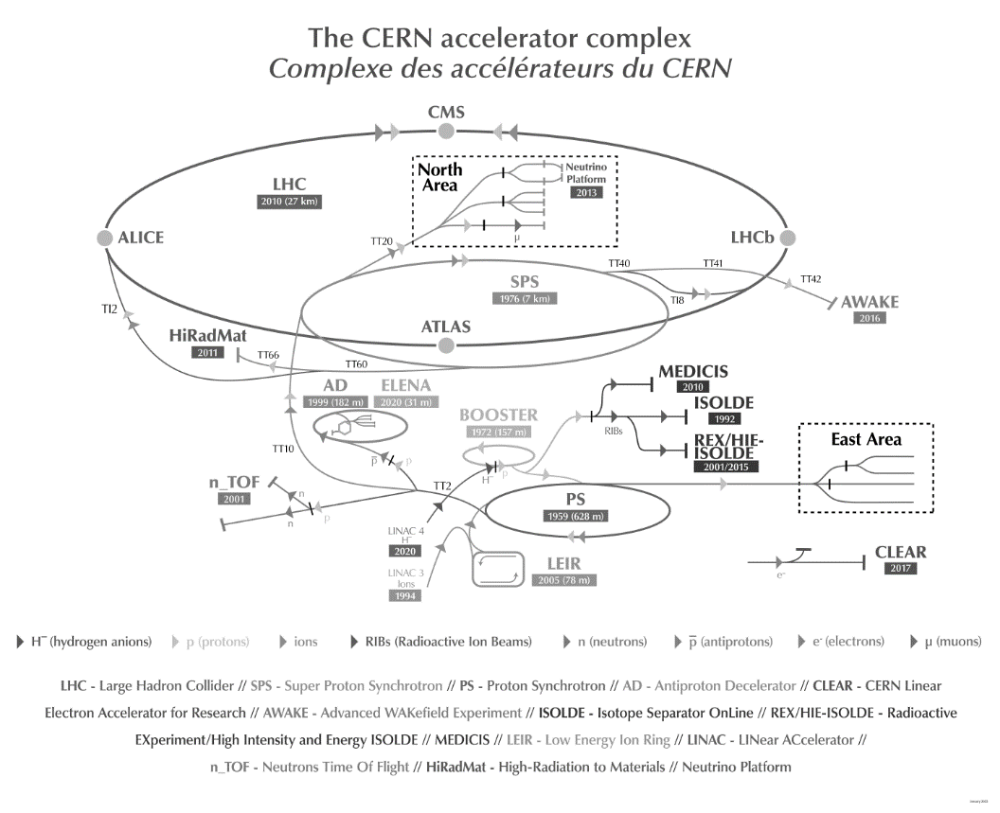 The CERN accelerator complex
Complexe des accélérateurs du CERN
CMS
North
Area
Neutrino
Platform
2013
LHC
2010 (27 km)
TT20
μ
ALICE
LHCb
SPS
1976 (7 km)
TT40
TT41
TT42
TI8
AWAKE
2016
TI2
ATLAS
HiRadMat
2011
TT66
TT60
AD
1999 (182 m)
ELENA
2020 (31 m)
MEDICIS
2010
ISOLDE
1992
REX/HIE-
ISOLDE
2001/2015
RIBs
BOOSTER
1972 (157 m)
East Area
TT10
p̅
p
H⁻
p
n_TOF
2001
n
n
p
TT2
PS
1959 (628 m)
LINAC 4
H⁻
2020
LINAC 3
Ions
1994
LEIR
2005 (78 m)
CLEAR
2017
e⁻
H⁻ (hydrogen anions)
p (protons)
ions
RIBs (Radioactive Ion Beams)
n (neutrons)
p̅ (antiprotons)
e⁻ (electrons)
μ (muons)
LHC - Large Hadron Collider // SPS - Super Proton Synchrotron // PS - Proton Synchrotron // AD - Antiproton Decelerator // CLEAR - CERN Linear
Electron Accelerator for Research // AWAKE - Advanced WAKefield Experiment // ISOLDE - Isotope Separator OnLine // REX/HIE-ISOLDE - Radioactive
EXperiment/High Intensity and Energy ISOLDE // MEDICIS // LEIR - Low Energy Ion Ring // LINAC - LINear ACcelerator //
n_TOF - Neutrons Time Of Flight // HiRadMat - High-Radiation to Materials // Neutrino Platform